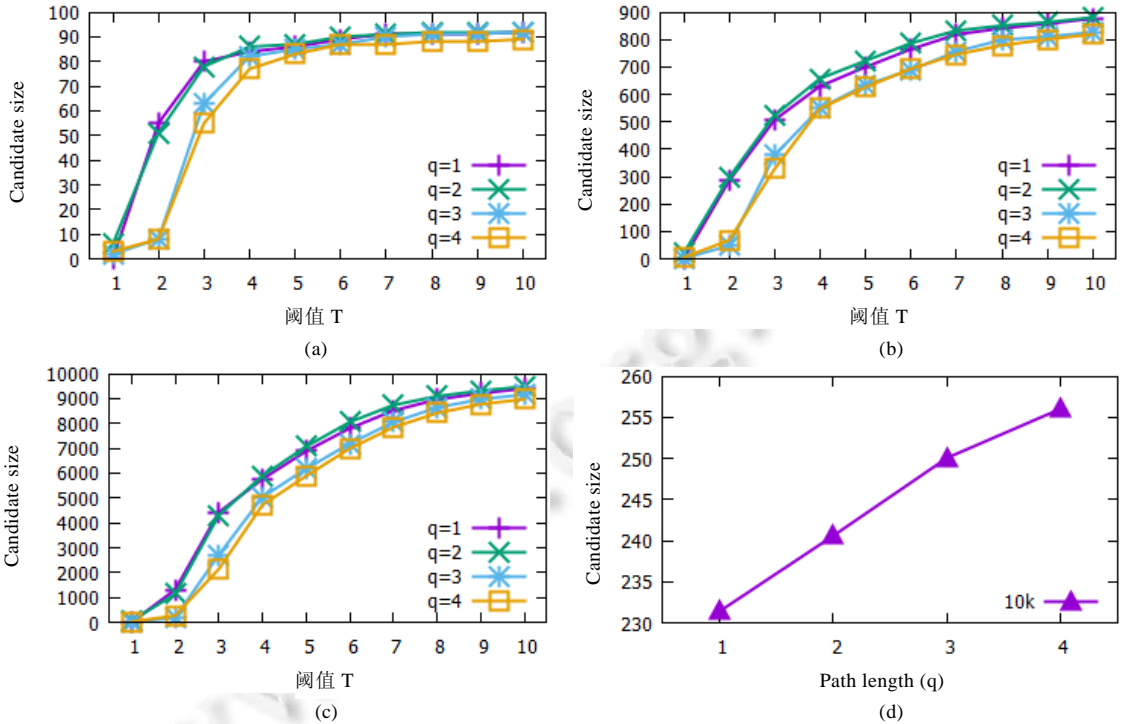 100
90
80
70
60
50
40
30
20
10
0
Candidate size
q=1
q=2
q=3
q=4
1 2 3 4 5 6 7 8 9 10
阈值 T
(a)
900
800
700
600
500
400
300
200
100
0
Candidate size
q=1
q=2
q=3
q=4
1 2 3 4 5 6 7 8 9 10
阈值 T
(b)
10000
9000
8000
7000
6000
5000
4000
3000
2000
1000
0
Candidate size
q=1
q=2
q=3
q=4
1 2 3 4 5 6 7 8 9 10
阈值 T
(c)
260
255
250
245
240
235
230
Candidate size
10k
1 2 3 4
Path length (q)
(d)